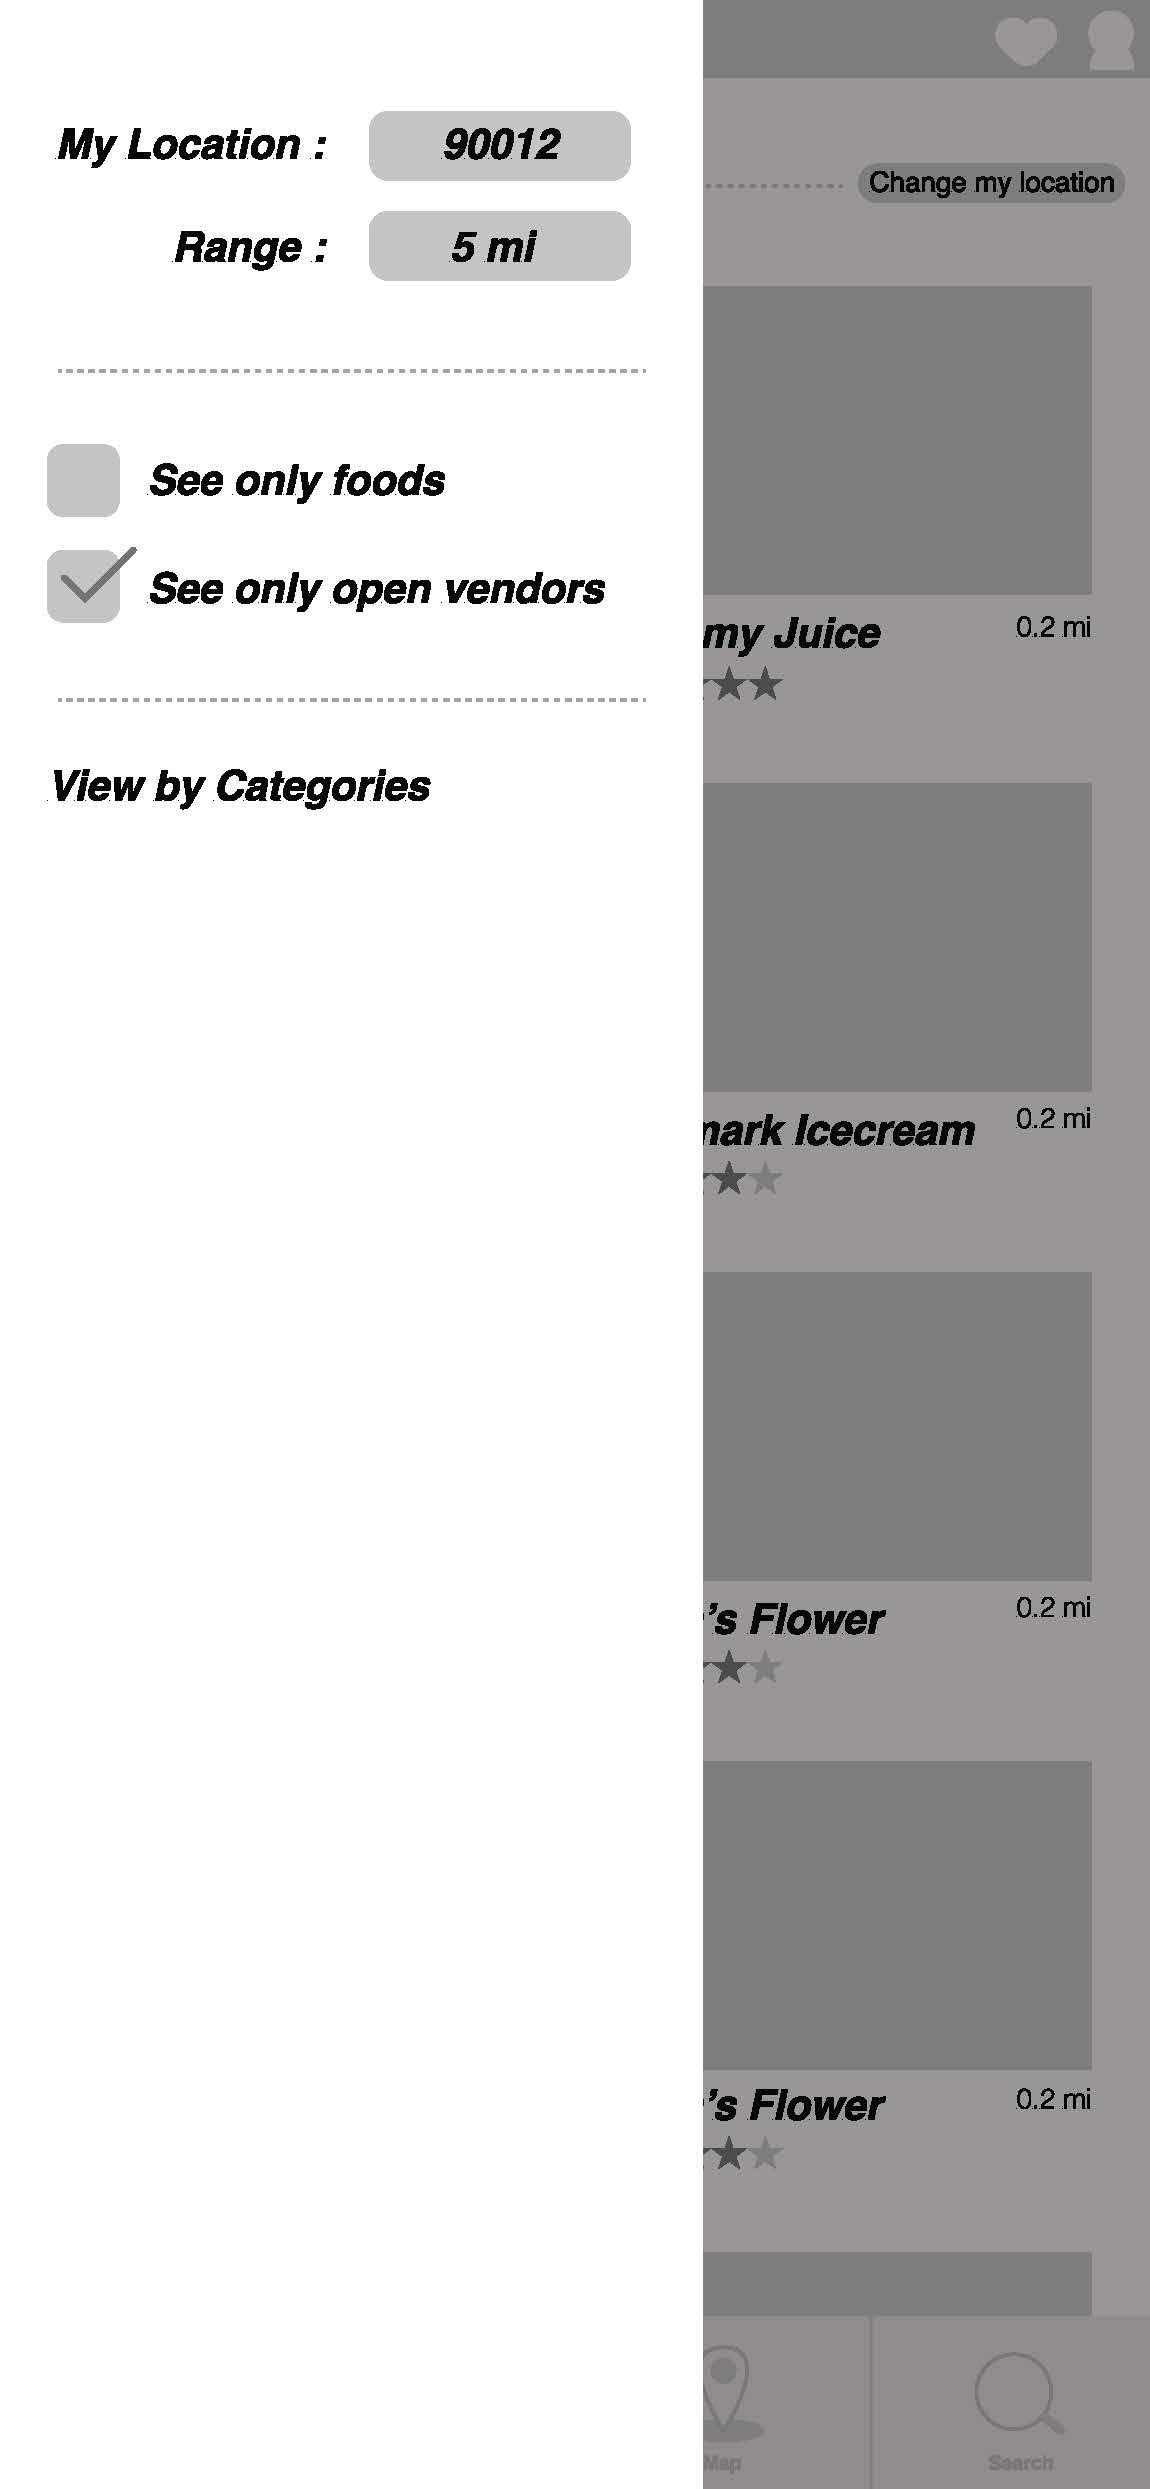 My Location : 90012
Range : 5 mi
See only foods
See only open vendors
View by Categories
Change my location
my Juice 0.2 mi
mark Icecream 0.2 mi
's Flower 0.2 mi
's Flower 0.2 mi
Map
Search